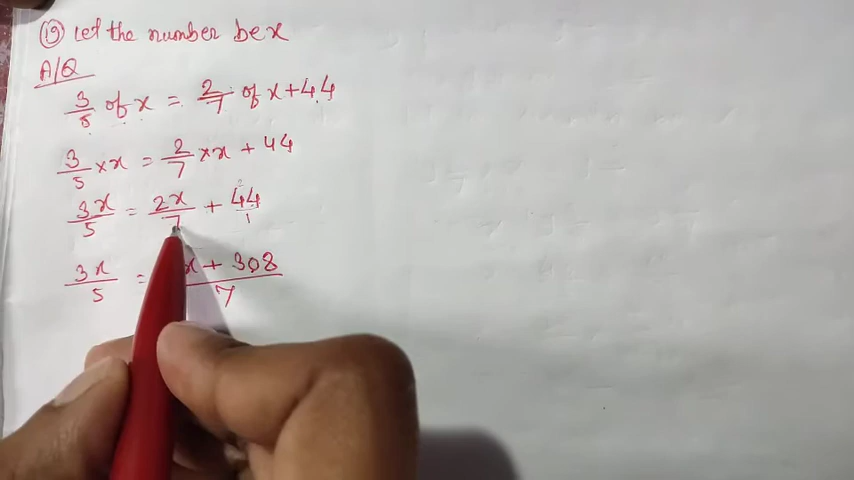 19 Let the number be x
A/Q
3/5 of x = 2/7 of x + 44
3/5 × x = 2/7 × x + 44
3x/5 = 2x/7 + 44/1
3x/5 = x + 308/7